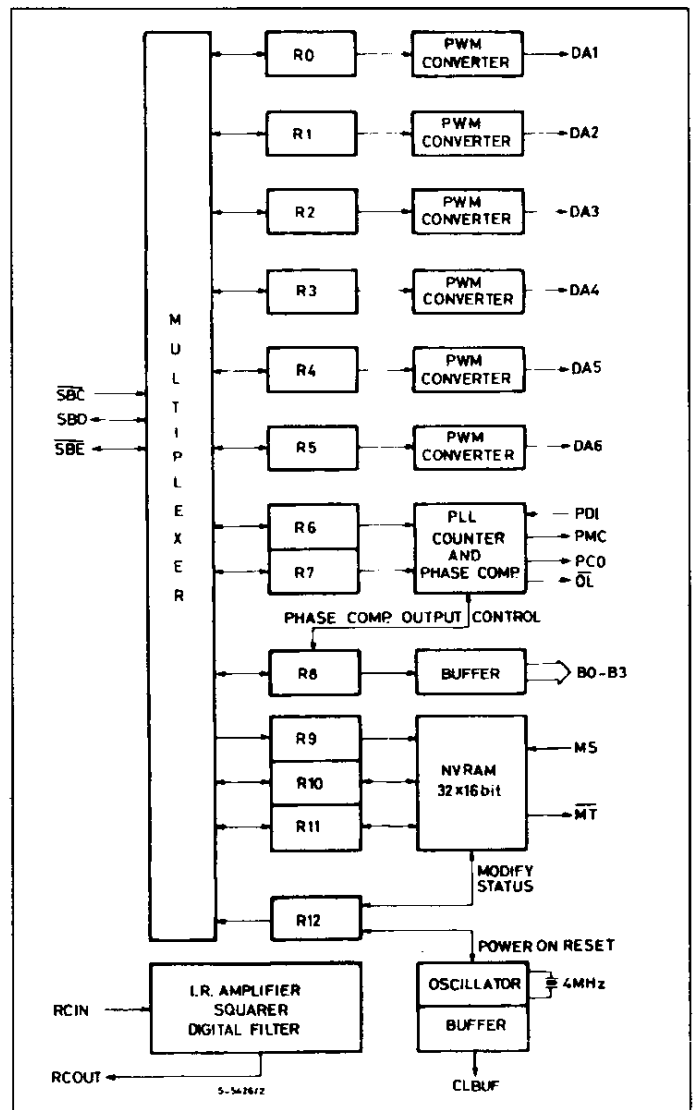 R0
PWM
CONVERTER
DA1
R1
PWM
CONVERTER
DA2
R2
PWM
CONVERTER
DA3
R3
PWM
CONVERTER
DA4
R4
PWM
CONVERTER
DA5
R5
PWM
CONVERTER
DA6
MULTIPLEXER
SBC
SBD
SBE
R6
R7
PLL
COUNTER
AND
PHASE COMP.
PDI
PMC
PCO
OL
PHASE COMP. OUTPUT CONTROL
R8
BUFFER
B0-B3
R9
R10
R11
NVRAM
32×16bit
MS
MT
MODIFY
STATUS
R12
POWER ON RESET
RCIN
I.R. AMPLIFIER
SQUARER
DIGITAL FILTER
OSCILLATOR
4MHz
BUFFER
RCOUT
S-5426/2
CLBUF